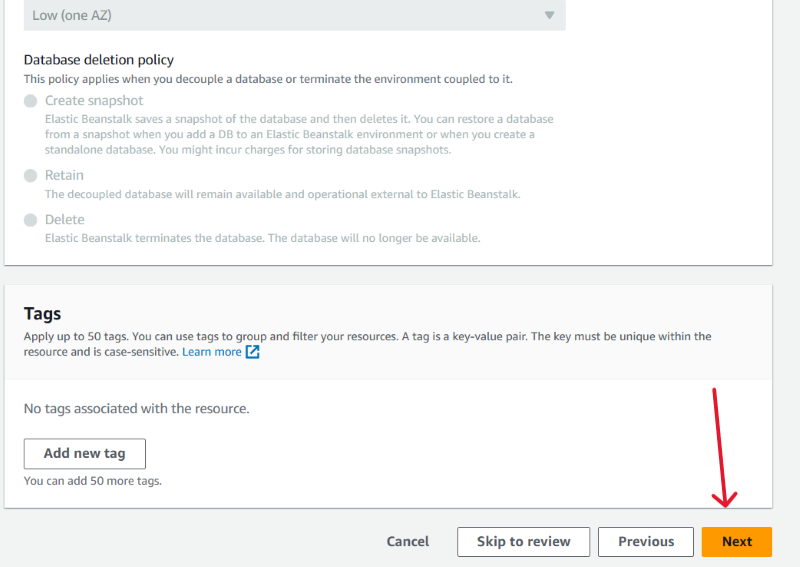 Low (one AZ)
Database deletion policy
This policy applies when you decouple a database or terminate the environment coupled to it.
Create snapshot
Elastic Beanstalk saves a snapshot of the database and then deletes it. You can restore a database
from a snapshot when you add a DB to an Elastic Beanstalk environment or when you create a
standalone database. You might incur charges for storing database snapshots.
Retain
The decoupled database will remain available and operational external to Elastic Beanstalk.
Delete
Elastic Beanstalk terminates the database. The database will no longer be available.
Tags
Apply up to 50 tags. You can use tags to group and filter your resources. A tag is a key-value pair. The key must be unique within the
resource and is case-sensitive. Learn more
No tags associated with the resource.
Add new tag
You can add 50 more tags.
Cancel Skip to review Previous Next